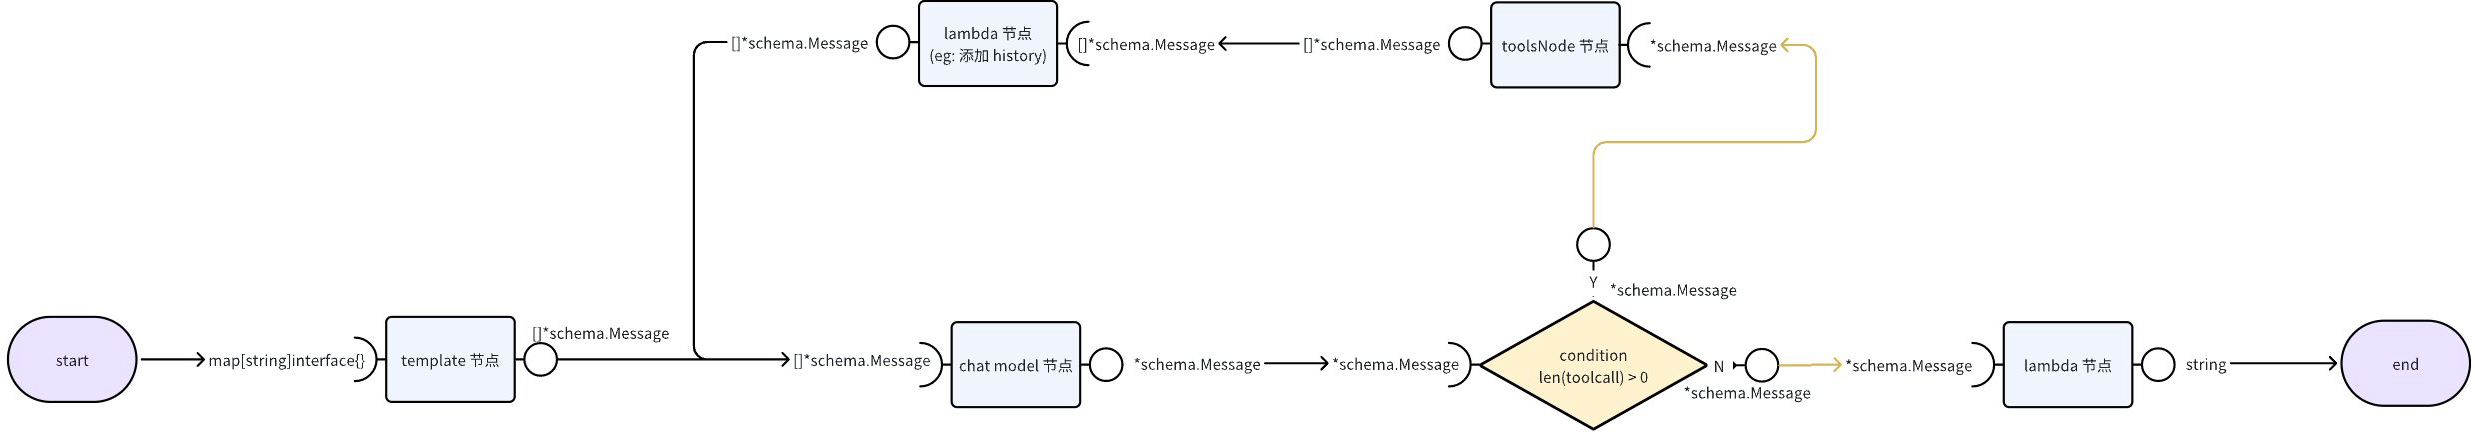 []*schema.Message
lambda 节点
(eg: 添加 history)
[]*schema.Message
[]*schema.Message
toolsNode 节点
*schema.Message
Y
*schema.Message
start
map[string]interface{}
template 节点
[]*schema.Message
[]*schema.Message
chat model 节点
*schema.Message
*schema.Message
condition
len(toolcall) > 0
N
*schema.Message
*schema.Message
lambda 节点
string
end